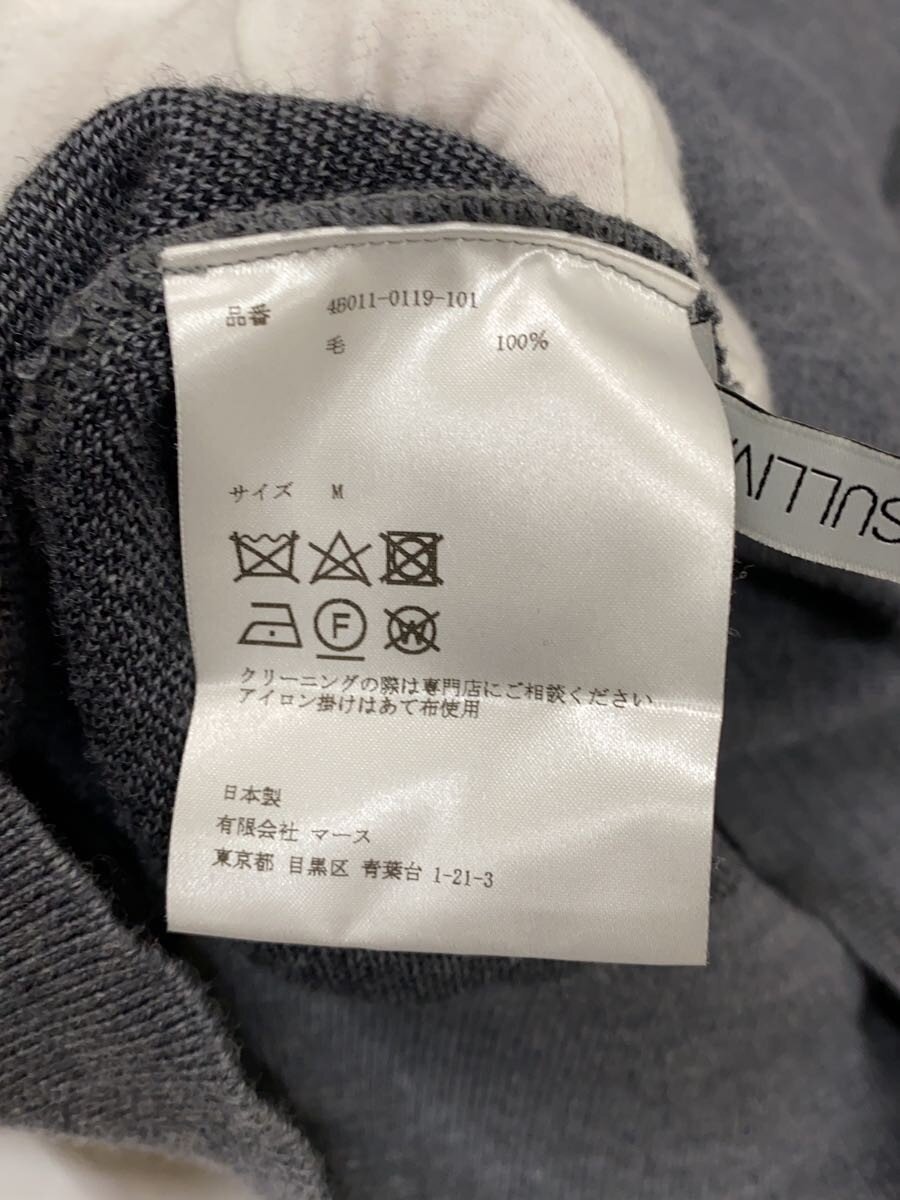 品番 4B011-0119-101
毛 100%
サイズ M
F
W
クリーニングの際は専門店にご相談ください
アイロン掛けはあて布使用
日本製
有限会社 マース
東京都 目黒区 青葉台 1-21-3